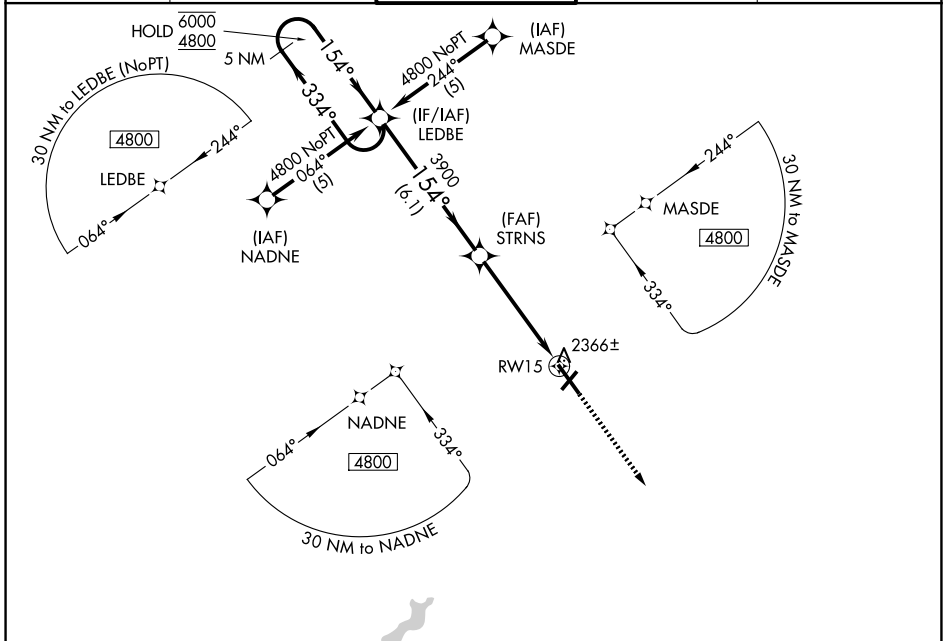 HOLD 6000
4800
5 NM
154°
334°
(IAF)
MASDE
4800 NoPT
244°
(5)
(IF/IAF)
LEDBE
4800 NoPT
064°
(5)
(IAF)
NADNE
3900
154°
(6.1)
(FAF)
STRNS
RW15
2366±
30 NM to LEDBE (NoPT)
4800
244°
LEDBE
064°
244°
MASDE
4800
30 NM to MASDE
334°
NADNE
064°
334°
4800
30 NM to NADNE